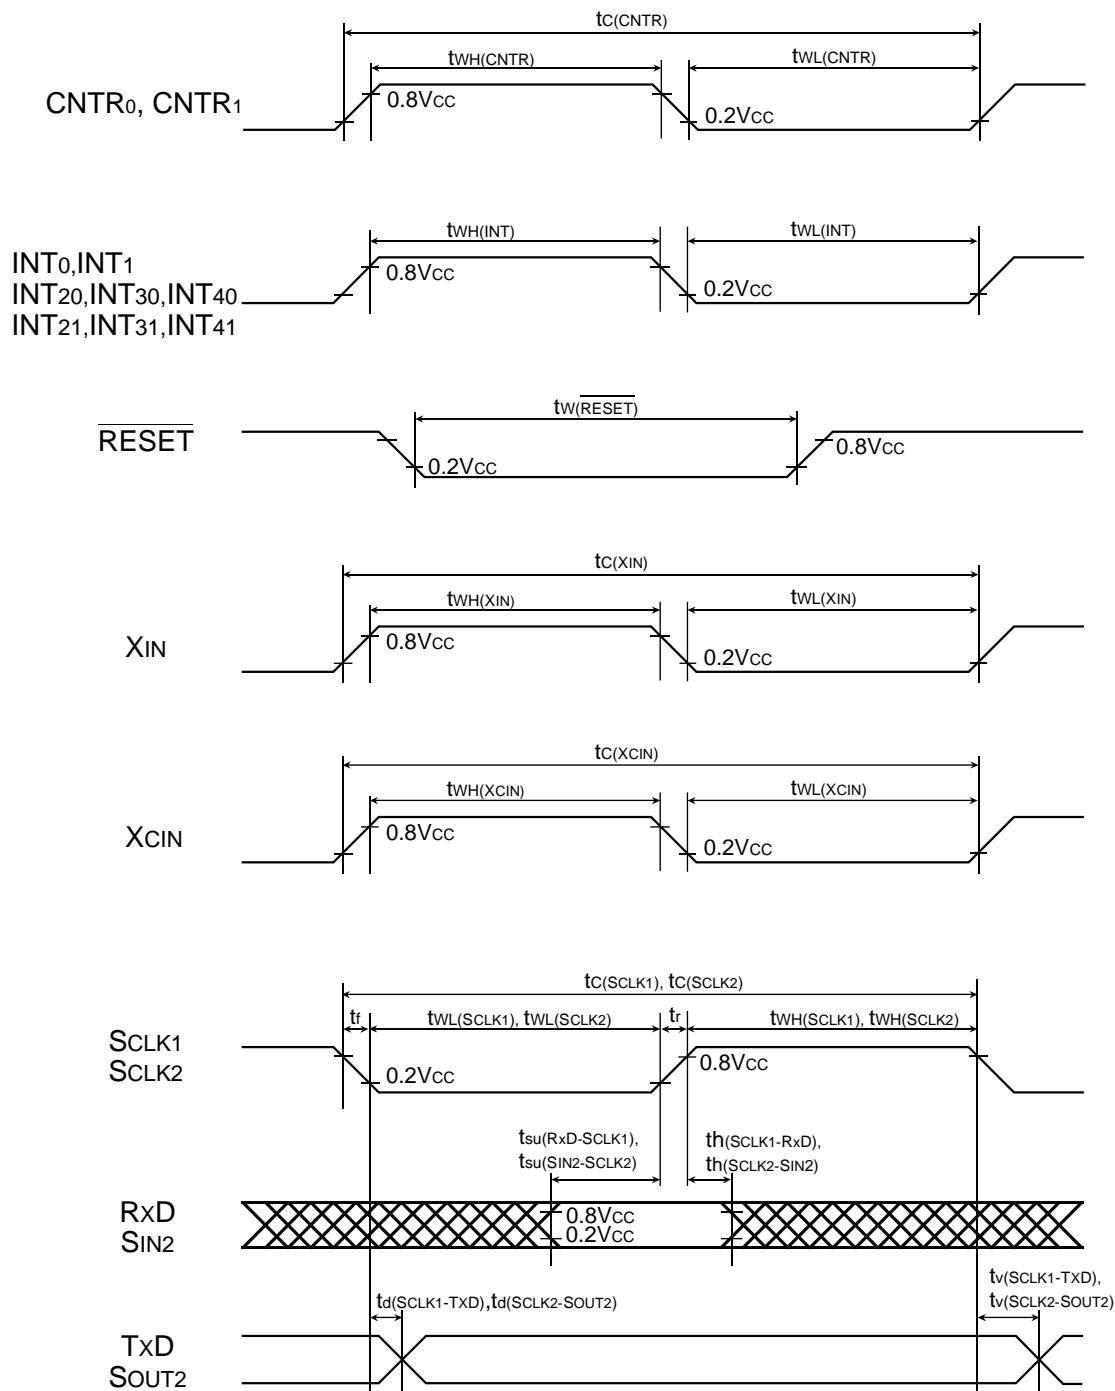 tC(CNTR)
tWH(CNTR) tWL(CNTR)
CNTR0, CNTR1
0.8VCC
0.2VCC
tWH(INT) tWL(INT)
INT0,INT1
INT20,INT30,INT40
INT21,INT31,INT41
0.8VCC
0.2VCC
tW(RESET)
RESET
0.2VCC
0.8VCC
tC(XIN)
tWH(XIN) tWL(XIN)
XIN
0.8VCC
0.2VCC
tC(XCIN)
tWH(XCIN) tWL(XCIN)
XCIN
0.8VCC
0.2VCC
tC(SCLK1), tC(SCLK2)
tf tWL(SCLK1), tWL(SCLK2) tr tWH(SCLK1), tWH(SCLK2)
SCLK1
SCLK2
0.2VCC
0.8VCC
tsu(RxD-SCLK1),
tsu(SIN2-SCLK2)
th(SCLK1-RxD),
th(SCLK2-SIN2)
RXD
SIN2
0.8VCC
0.2VCC
td(SCLK1-TXD),td(SCLK2-SOUT2)
tv(SCLK1-TXD),
tv(SCLK2-SOUT2)
TXD
SOUT2